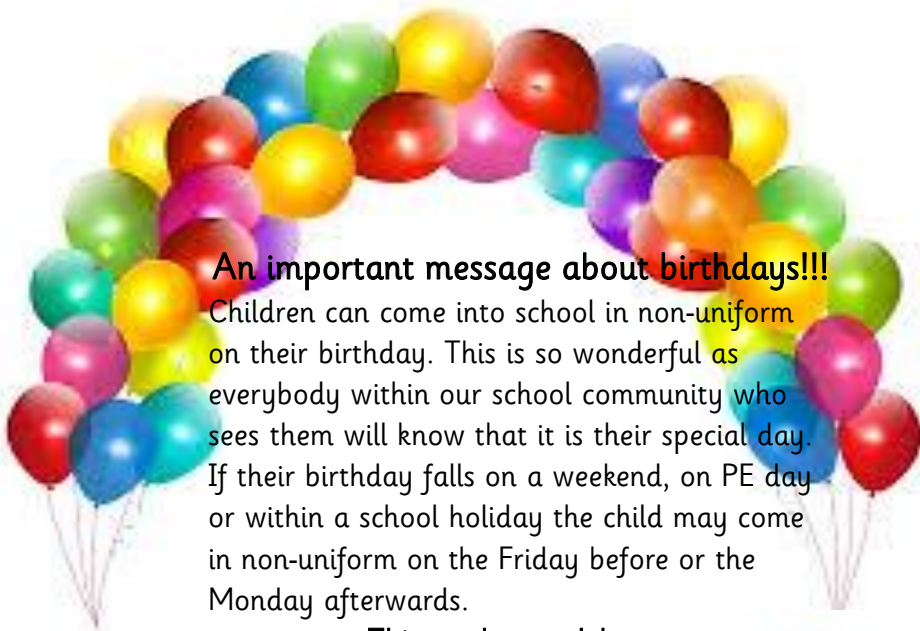 An important message about birthdays!!!
Children can come into school in non-uniform
on their birthday. This is so wonderful as
everybody within our school community who
sees them will know that it is their special day.
If their birthday falls on a weekend, on PE day
or within a school holiday the child may come
in non-uniform on the Friday before or the
Monday afterwards.